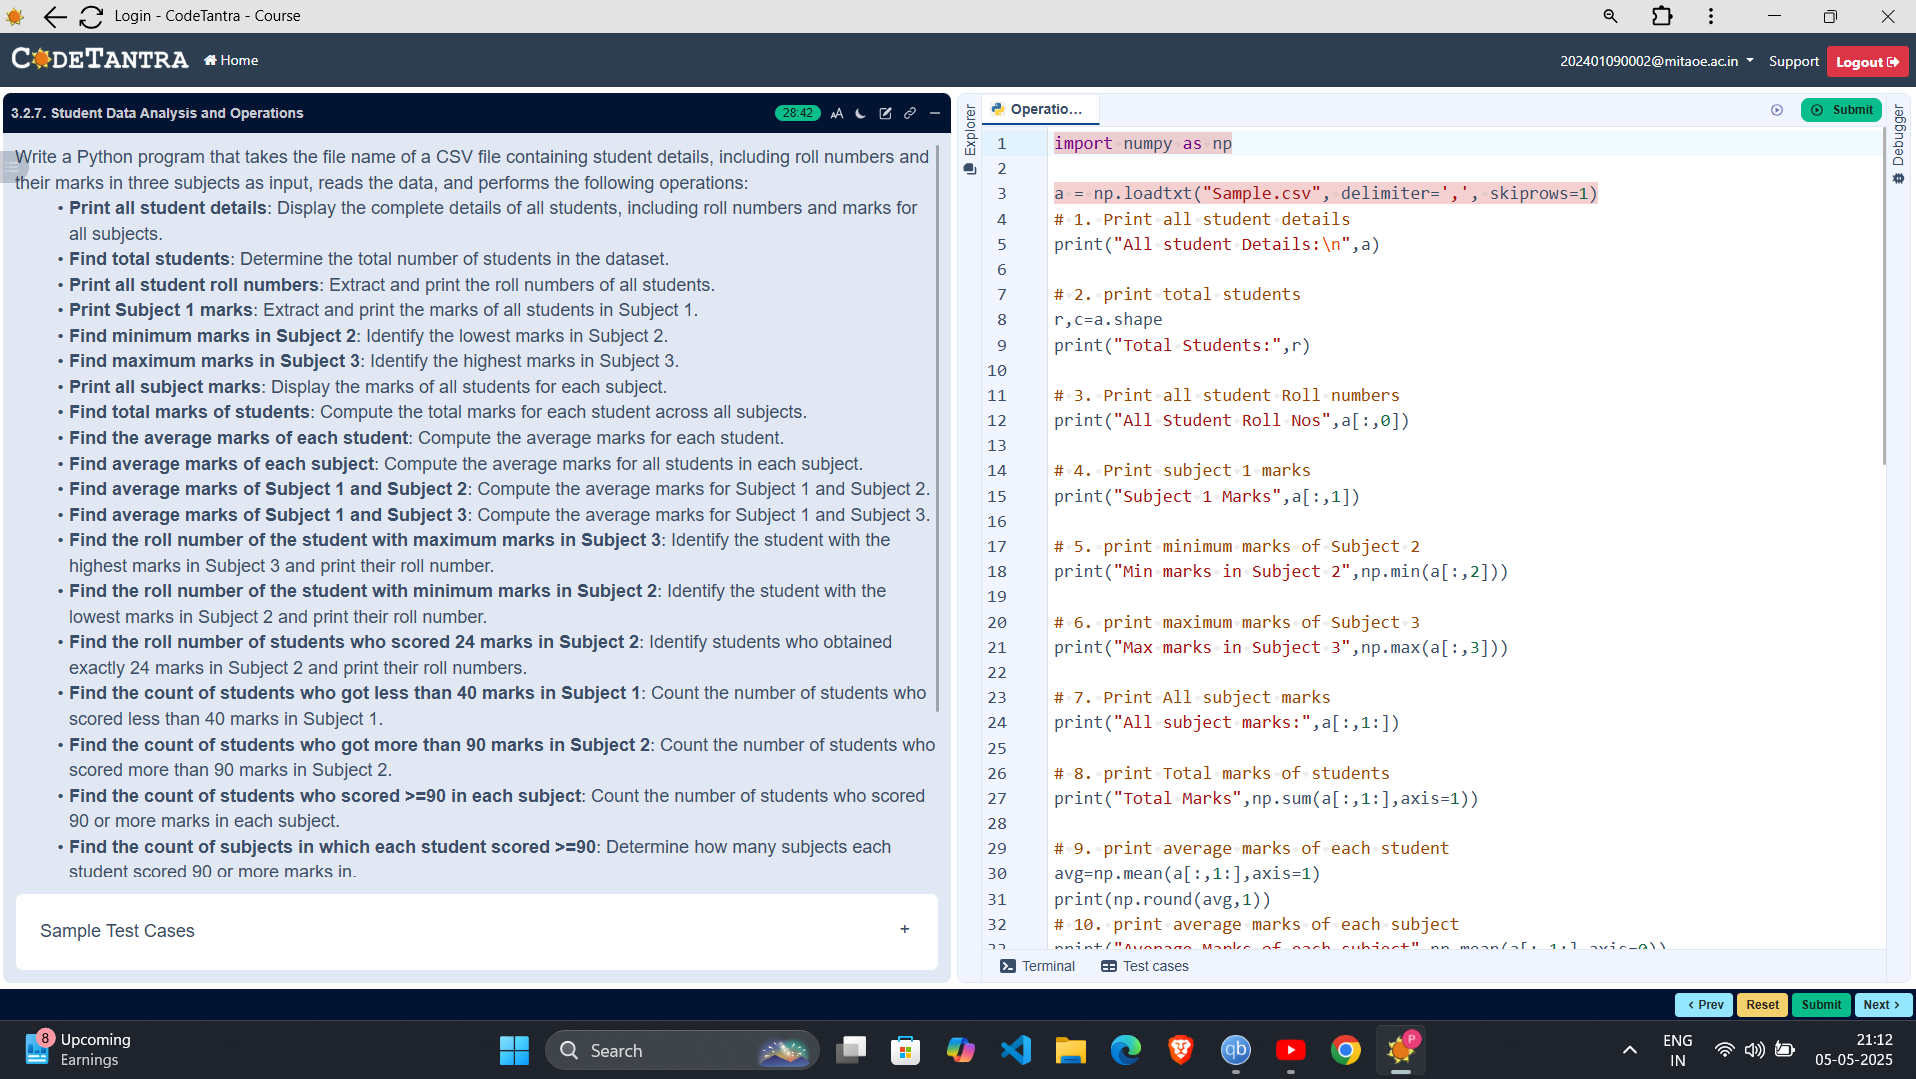 Login - CodeTantra - Course
CODETANTRA
Home
202401090002@mitaoe.ac.in
Support
Logout
3.2.7. Student Data Analysis and Operations
28:42
AA
Write a Python program that takes the file name of a CSV file containing student details, including roll numbers and
their marks in three subjects as input, reads the data, and performs the following operations:
• Print all student details: Display the complete details of all students, including roll numbers and marks for
all subjects.
• Find total students: Determine the total number of students in the dataset.
• Print all student roll numbers: Extract and print the roll numbers of all students.
• Print Subject 1 marks: Extract and print the marks of all students in Subject 1.
• Find minimum marks in Subject 2: Identify the lowest marks in Subject 2.
• Find maximum marks in Subject 3: Identify the highest marks in Subject 3.
• Print all subject marks: Display the marks of all students for each subject.
• Find total marks of students: Compute the total marks for each student across all subjects.
• Find the average marks of each student: Compute the average marks for each student.
• Find average marks of each subject: Compute the average marks for all students in each subject.
• Find average marks of Subject 1 and Subject 2: Compute the average marks for Subject 1 and Subject 2.
• Find average marks of Subject 1 and Subject 3: Compute the average marks for Subject 1 and Subject 3.
• Find the roll number of the student with maximum marks in Subject 3: Identify the student with the
highest marks in Subject 3 and print their roll number.
• Find the roll number of the student with minimum marks in Subject 2: Identify the student with the
lowest marks in Subject 2 and print their roll number.
• Find the roll number of students who scored 24 marks in Subject 2: Identify students who obtained
exactly 24 marks in Subject 2 and print their roll numbers.
• Find the count of students who got less than 40 marks in Subject 1: Count the number of students who
scored less than 40 marks in Subject 1.
• Find the count of students who got more than 90 marks in Subject 2: Count the number of students who
scored more than 90 marks in Subject 2.
• Find the count of students who scored >=90 in each subject: Count the number of students who scored
90 or more marks in each subject.
• Find the count of subjects in which each student scored >=90: Determine how many subjects each
student scored 90 or more marks in.
Sample Test Cases
+
Explorer
Operatio...
Submit
Debugger
1 import numpy as np
2
3 a = np.loadtxt("Sample.csv", delimiter=',', skiprows=1)
4 # 1. Print all student details
5 print("All student Details:\n",a)
6
7 # 2. print total students
8 r,c=a.shape
9 print("Total Students:",r)
10
11 # 3. Print all student Roll numbers
12 print("All Student Roll Nos",a[:,0])
13
14 # 4. Print subject 1 marks
15 print("Subject 1 Marks",a[:,1])
16
17 # 5. print minimum marks of Subject 2
18 print("Min marks in Subject 2",np.min(a[:,2]))
19
20 # 6. print maximum marks of Subject 3
21 print("Max marks in Subject 3",np.max(a[:,3]))
22
23 # 7. Print All subject marks
24 print("All subject marks:",a[:,1:])
25
26 # 8. print Total marks of students
27 print("Total Marks",np.sum(a[:,1:],axis=1))
28
29 # 9. print average marks of each student
30 avg=np.mean(a[:,1:],axis=1)
31 print(np.round(avg,1))
32 # 10. print average marks of each subject
33 print("Average Marks of each subject",np.mean(a[:,1:],axis=0))
Terminal
Test cases
< Prev
Reset
Submit
Next >
8
Upcoming
Earnings
Search
qb
P
ENG
IN
21:12
05-05-2025